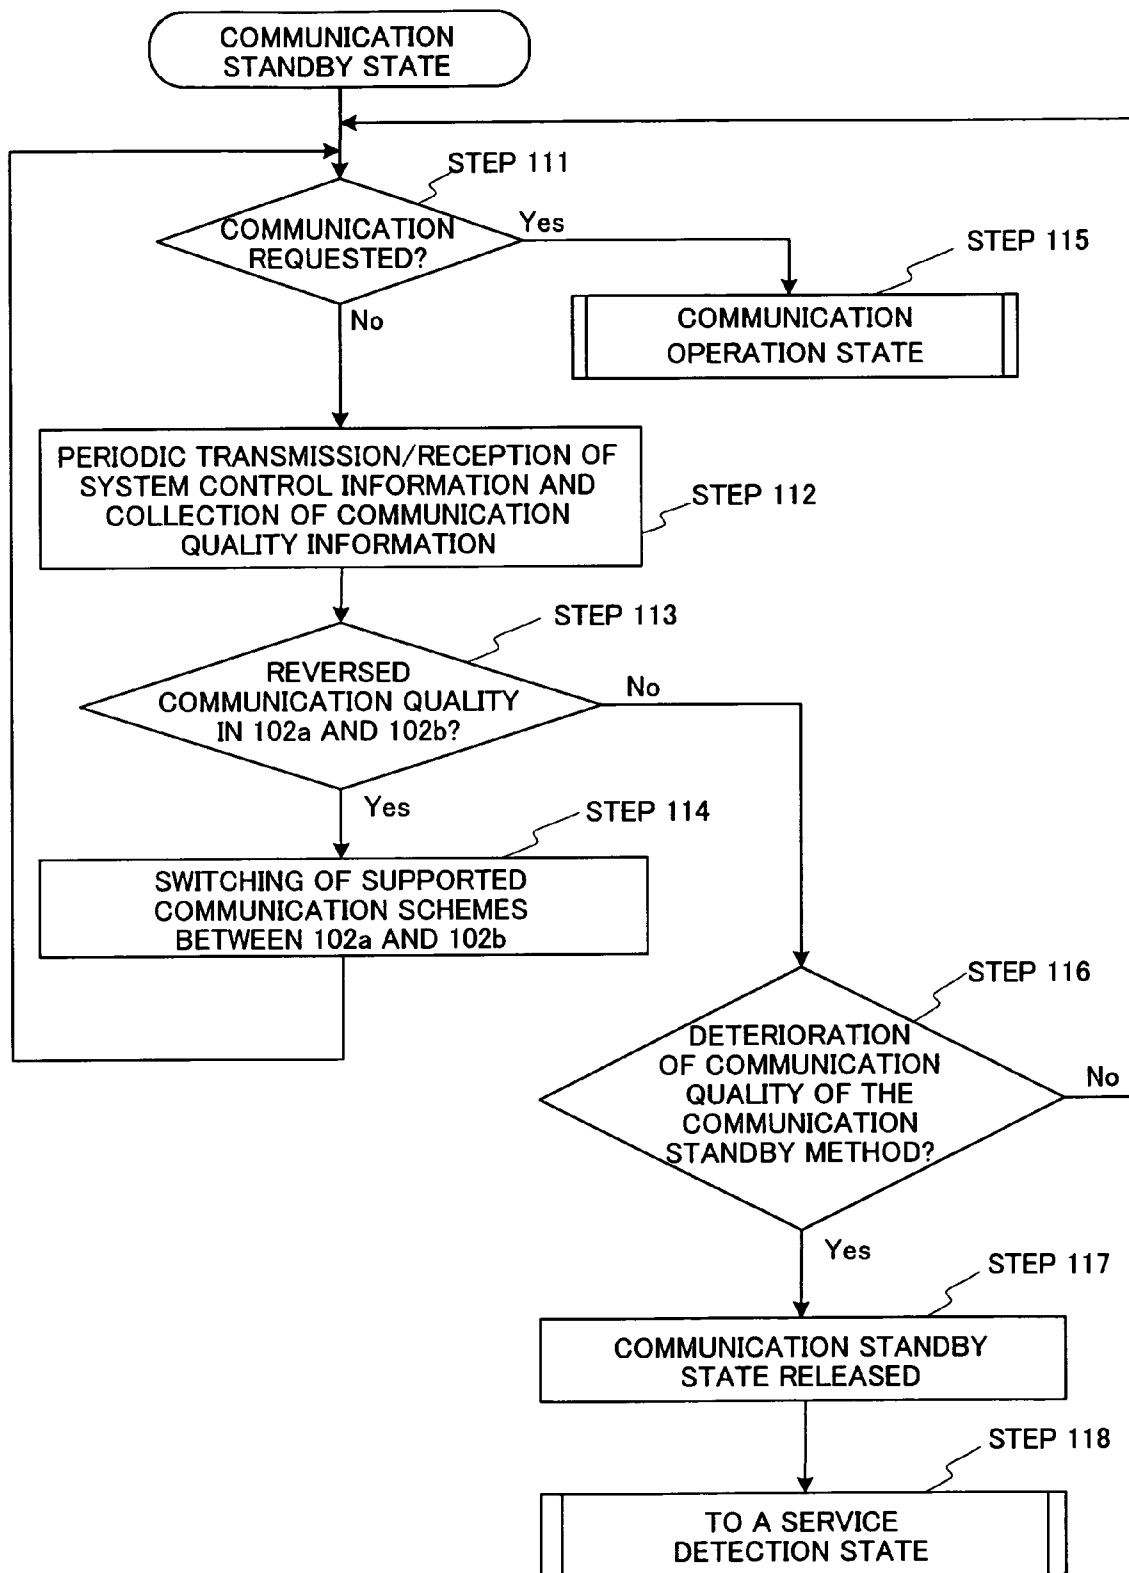 COMMUNICATION
STANDBY STATE
STEP 111
COMMUNICATION
REQUESTED?
Yes
No
STEP 115
COMMUNICATION
OPERATION STATE
PERIODIC TRANSMISSION/RECEPTION OF
SYSTEM CONTROL INFORMATION AND
COLLECTION OF COMMUNICATION
QUALITY INFORMATION
STEP 112
STEP 113
REVERSED
COMMUNICATION QUALITY
IN 102a AND 102b?
No
Yes
STEP 114
SWITCHING OF SUPPORTED
COMMUNICATION SCHEMES
BETWEEN 102a AND 102b
STEP 116
DETERIORATION
OF COMMUNICATION
QUALITY OF THE
COMMUNICATION
STANDBY METHOD?
No
Yes
STEP 117
COMMUNICATION STANDBY
STATE RELEASED
STEP 118
TO A SERVICE
DETECTION STATE